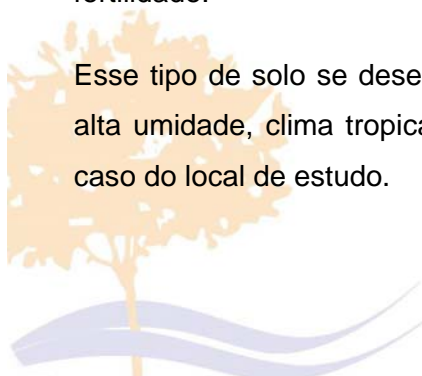 Esse tipo de solo se dese
alta umidade, clima tropica
caso do local de estudo.